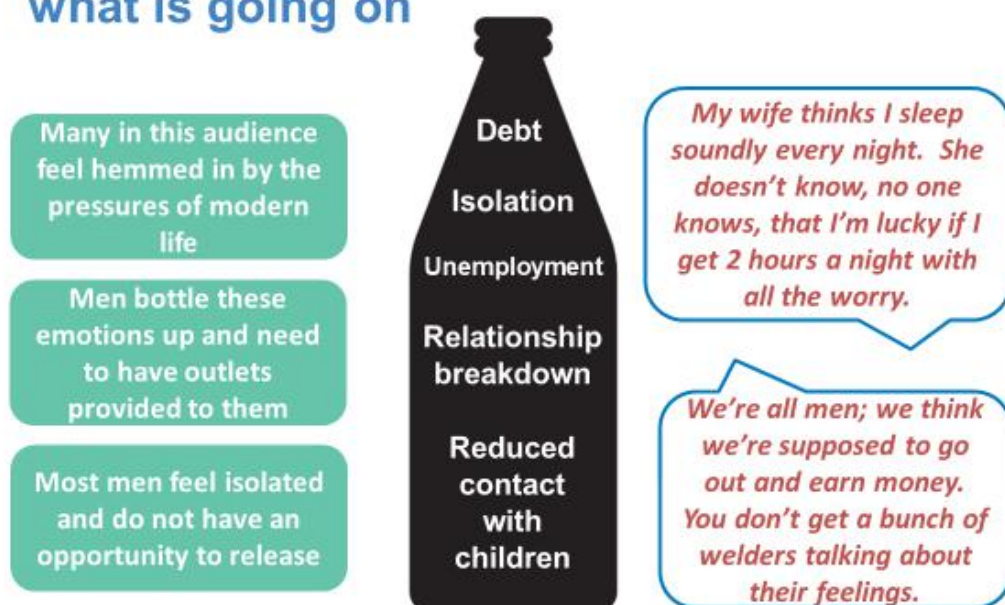 what is going on
Many in this audience
feel hemmed in by the
pressures of modern
life
Men bottle these
emotions up and need
to have outlets
provided to them
Most men feel isolated
and do not have an
opportunity to release
Debt
Isolation
Unemployment
Relationship
breakdown
Reduced
contact
with
children
My wife thinks I sleep
soundly every night.  She
doesn’t know, no one
knows, that I’m lucky if I
get 2 hours a night with
all the worry.
We’re all men; we think
we’re supposed to go
out and earn money.
You don’t get a bunch of
welders talking about
their feelings.